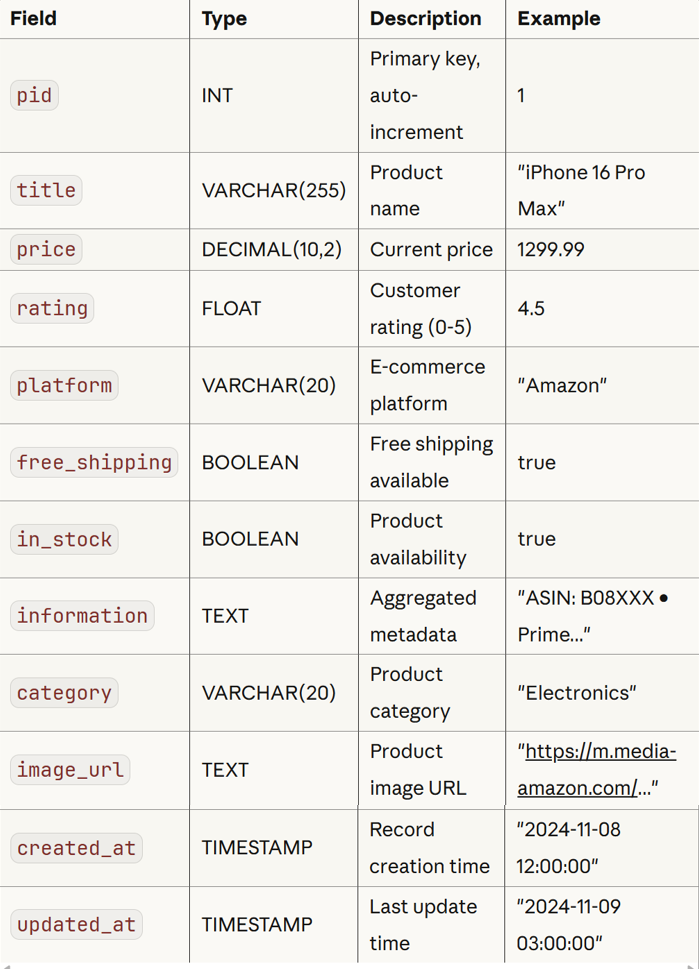 Field Type Description Example
pid INT Primary key, auto-increment 1
title VARCHAR(255) Product name "iPhone 16 Pro Max"
price DECIMAL(10,2) Current price 1299.99
rating FLOAT Customer rating (0-5) 4.5
platform VARCHAR(20) E-commerce platform "Amazon"
free_shipping BOOLEAN Free shipping available true
in_stock BOOLEAN Product availability true
information TEXT Aggregated metadata "ASIN: B08XXX • Prime..."
category VARCHAR(20) Product category "Electronics"
image_url TEXT Product image URL "https://m.media-amazon.com/..."
created_at TIMESTAMP Record creation time "2024-11-08 12:00:00"
updated_at TIMESTAMP Last update time "2024-11-09 03:00:00"